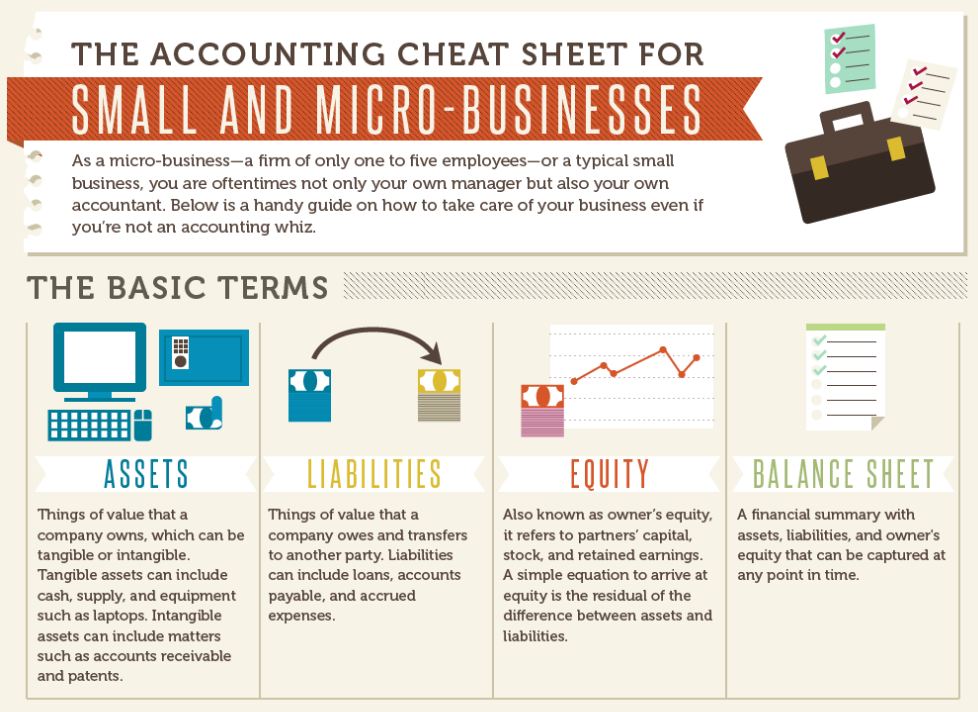 THE ACCOUNTING CHEAT SHEET FOR
SMALL AND MICRO-BUSINESSES
As a micro-business—a firm of only one to five employees—or a typical small
business, you are oftentimes not only your own manager but also your own
accountant. Below is a handy guide on how to take care of your business even if
you're not an accounting whiz.
THE BASIC TERMS
ASSETS
Things of value that a
company owns, which can be
tangible or intangible.
Tangible assets can include
cash, supply, and equipment
such as laptops. Intangible
assets can include matters
such as accounts receivable
and patents.
LIABILITIES
Things of value that a
company owes and transfers
to another party. Liabilities
can include loans, accounts
payable, and accrued
expenses.
EQUITY
Also known as owner's equity,
it refers to partners' capital,
stock, and retained earnings.
A simple equation to arrive at
equity is the residual of the
difference between assets and
liabilities.
BALANCE SHEET
A financial summary with
assets, liabilities, and owner's
equity that can be captured at
any point in time.